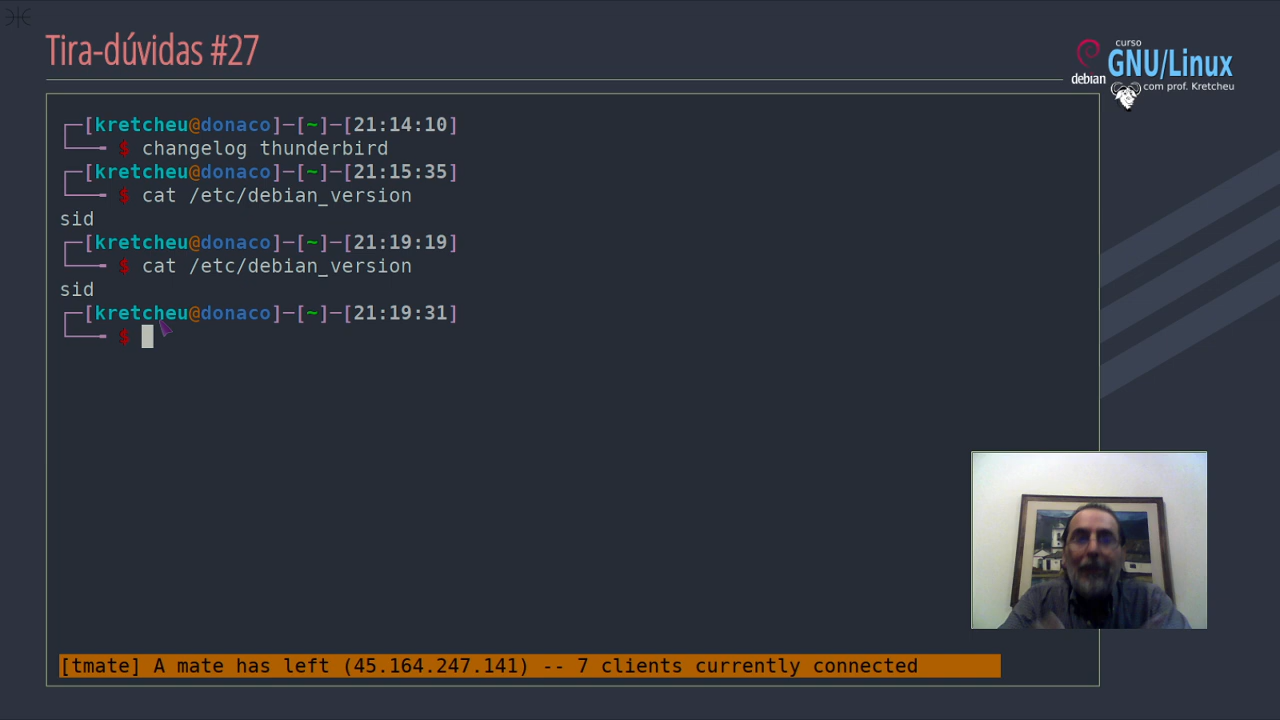 Tira-dúvidas #27
curso
GNU/Linux
debian
com prof. Kretcheu
┌─[kretcheu@donaco]─[~]─[21:14:10]
└──╼ $ changelog thunderbird
┌─[kretcheu@donaco]─[~]─[21:15:35]
└──╼ $ cat /etc/debian_version
sid
┌─[kretcheu@donaco]─[~]─[21:19:19]
└──╼ $ cat /etc/debian_version
sid
┌─[kretcheu@donaco]─[~]─[21:19:31]
└──╼ $
[tmate] A mate has left (45.164.247.141) -- 7 clients currently connected